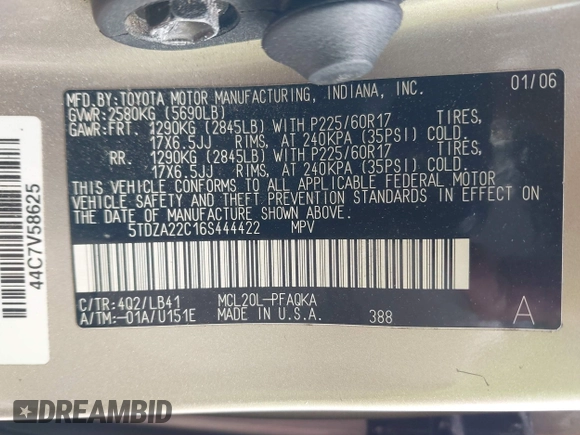 MFD.BY:TOYOTA MOTOR MANUFACTURING, INDIANA, INC. 01/06
GVWR: 2580KG (5690LB)
GAWR:FRT. 1290KG (2845LB) WITH P225/60R17 TIRES,
17X6.5JJ RIMS, AT 240KPA (35PSI) COLD.
RR. 1290KG (2845LB) WITH P225/60R17 TIRES,
17X6.5JJ RIMS, AT 240KPA (35PSI) COLD.
THIS VEHICLE CONFORMS TO ALL APPLICABLE FEDERAL MOTOR
VEHICLE SAFETY AND THEFT PREVENTION STANDARDS IN EFFECT
ON THE DATE OF MANUFACTURE SHOWN ABOVE.
5TDZA22C16S444422 MPV
C/TR:4Q2/LB41 MCL20L-PFAQKA
A/TM:-01A/U151E MADE IN U.S.A. 388 A
44C7V58625
DREAMBID